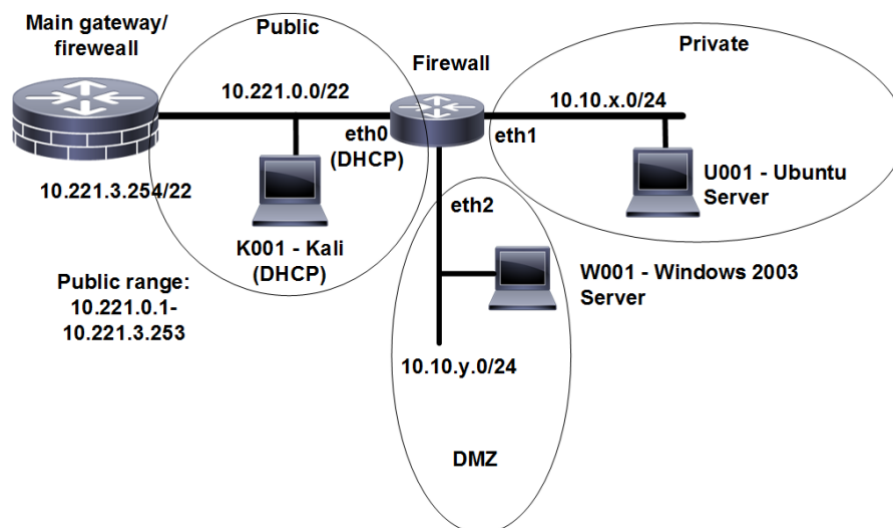 Main gateway/
fireweall
10.221.3.254/22
Public range:
10.221.0.1-
10.221.3.253
Public
10.221.0.0/22
eth0
(DHCP)
K001 - Kali
(DHCP)
Firewall
eth1
eth2
Private
10.10.x.0/24
U001 - Ubuntu
Server
W001 - Windows 2003
Server
10.10.y.0/24
DMZ